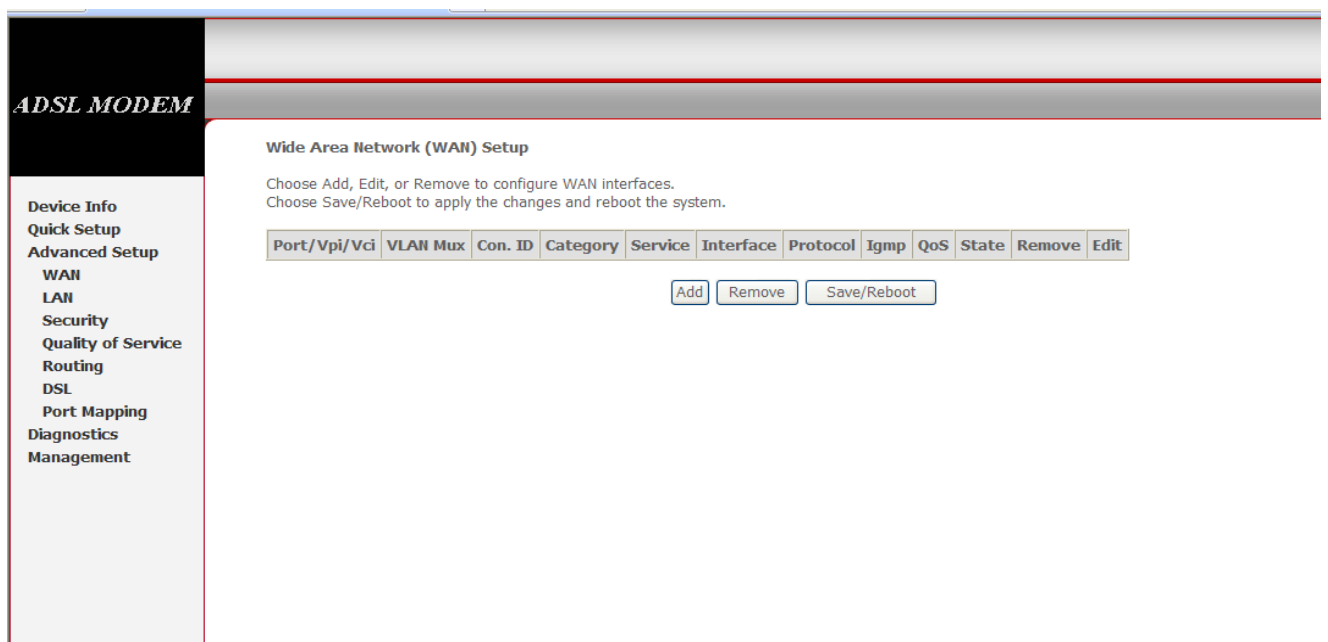 ADSL MODEM
Device Info
Quick Setup
Advanced Setup
WAN
LAN
Security
Quality of Service
Routing
DSL
Port Mapping
Diagnostics
Management
Wide Area Network (WAN) Setup
Choose Add, Edit, or Remove to configure WAN interfaces.
Choose Save/Reboot to apply the changes and reboot the system.
Port/Vpi/Vci VLAN Mux Con. ID Category Service Interface Protocol Igmp QoS State Remove Edit
Add Remove Save/Reboot